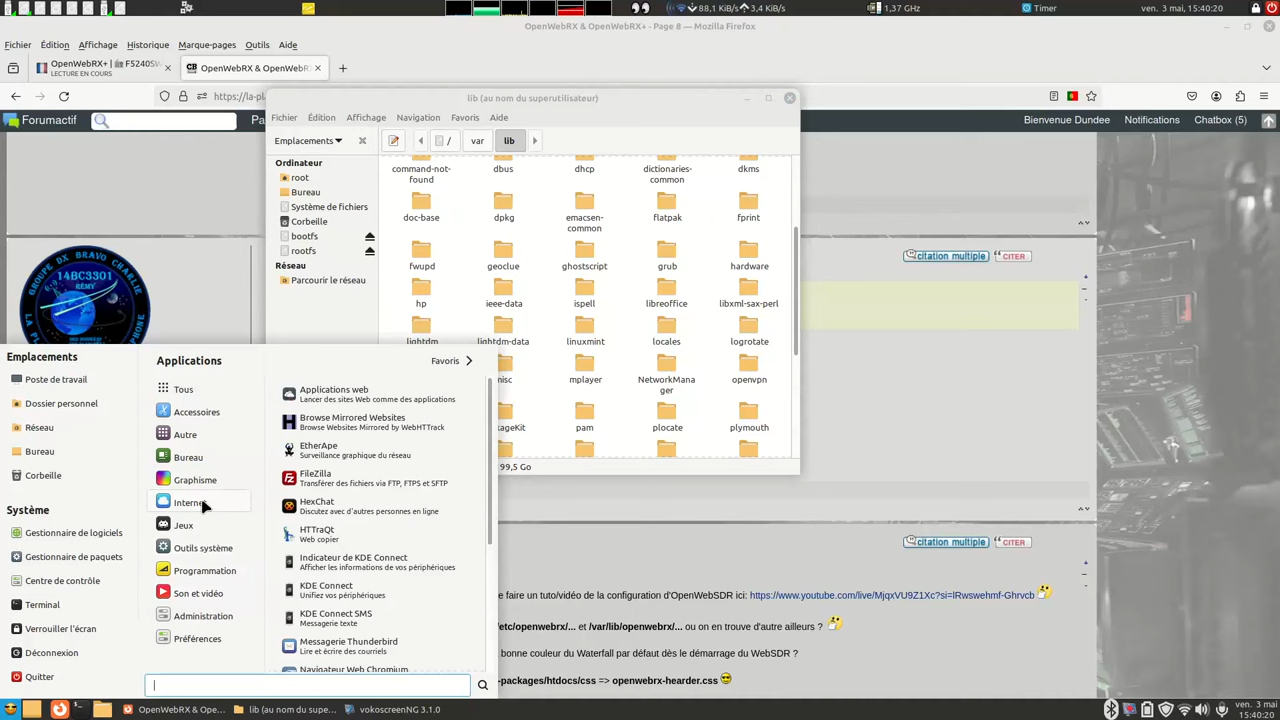 88,1 KiB/s 3,4 KiB/s
1,37 GHz
Timer
ven. 3 mai, 15:40:20
OpenWebRX & OpenWebRX+ - Page 8 — Mozilla Firefox
Fichier Édition Affichage Historique Marque-pages Outils Aide
OpenWebRX+ |
LECTURE EN COURS
OpenWebRX & OpenWebR
https://la-pl
Forumactif
Bienvenue Dundee
Notifications
Chatbox (5)
lib (au nom du superutilisateur)
Fichier Édition Affichage Navigation Favoris Aide
Emplacements
/
var
lib
Ordinateur
root
Bureau
Système de fichiers
Corbeille
bootfs
rootfs
Réseau
Parcourir le réseau
command-not-found
dbus
dhcp
dictionaries-common
dkms
doc-base
dpkg
emacsen-common
flatpak
fprint
fwupd
geoclue
ghostscript
grub
hardware
hp
ieee-data
ispell
libreoffice
libxml-sax-perl
lightdm
lightdm-data
linuxmint
locales
logrotate
misc
mplayer
NetworkManager
openvpn
kageKit
pam
plocate
plymouth
99,5 Go
citation multiple
CITER
GROUPE DX BRAVO CHARLIE
14BC3301
RÉMY
Emplacements
Poste de travail
Dossier personnel
Réseau
Bureau
Corbeille
Système
Gestionnaire de logiciels
Gestionnaire de paquets
Centre de contrôle
Terminal
Verrouiller l'écran
Déconnexion
Quitter
Applications
Favoris
Tous
Accessoires
Autre
Bureau
Graphisme
Internet
Jeux
Outils système
Programmation
Son et vidéo
Administration
Préférences
Applications web
Lancer des sites Web comme des applications
Browse Mirrored Websites
Browse Websites Mirrored by WebHTTrack
EtherApe
Surveillance graphique du réseau
FileZilla
Transférer des fichiers via FTP, FTPS et SFTP
HexChat
Discutez avec d'autres personnes en ligne
HTTraQt
Web copier
Indicateur de KDE Connect
Afficher les informations de vos périphériques
KDE Connect
Unifiez vos périphériques
KDE Connect SMS
Messagerie texte
Messagerie Thunderbird
Lire et écrire des courriels
Navigateur Web Chromium
citation multiple
CITER
faire un tuto/vidéo de la configuration d'OpenWebSDR ici: https://www.youtube.com/live/MjqxVU9Z1Xc?si=lRwswehmf-Ghrvcb
/etc/openwebrx/... et /var/lib/openwebrx/... ou on en trouve d'autre ailleurs ?
bonne couleur du Waterfall par défaut dès le démarrage du WebSDR ?
-packages/htdocs/css => openwebrx-hearder.css
OpenWebRX & Ope...
lib (au nom du supe...
vokoscreenNG 3.1.0
ven. 3 mai
15:40:20